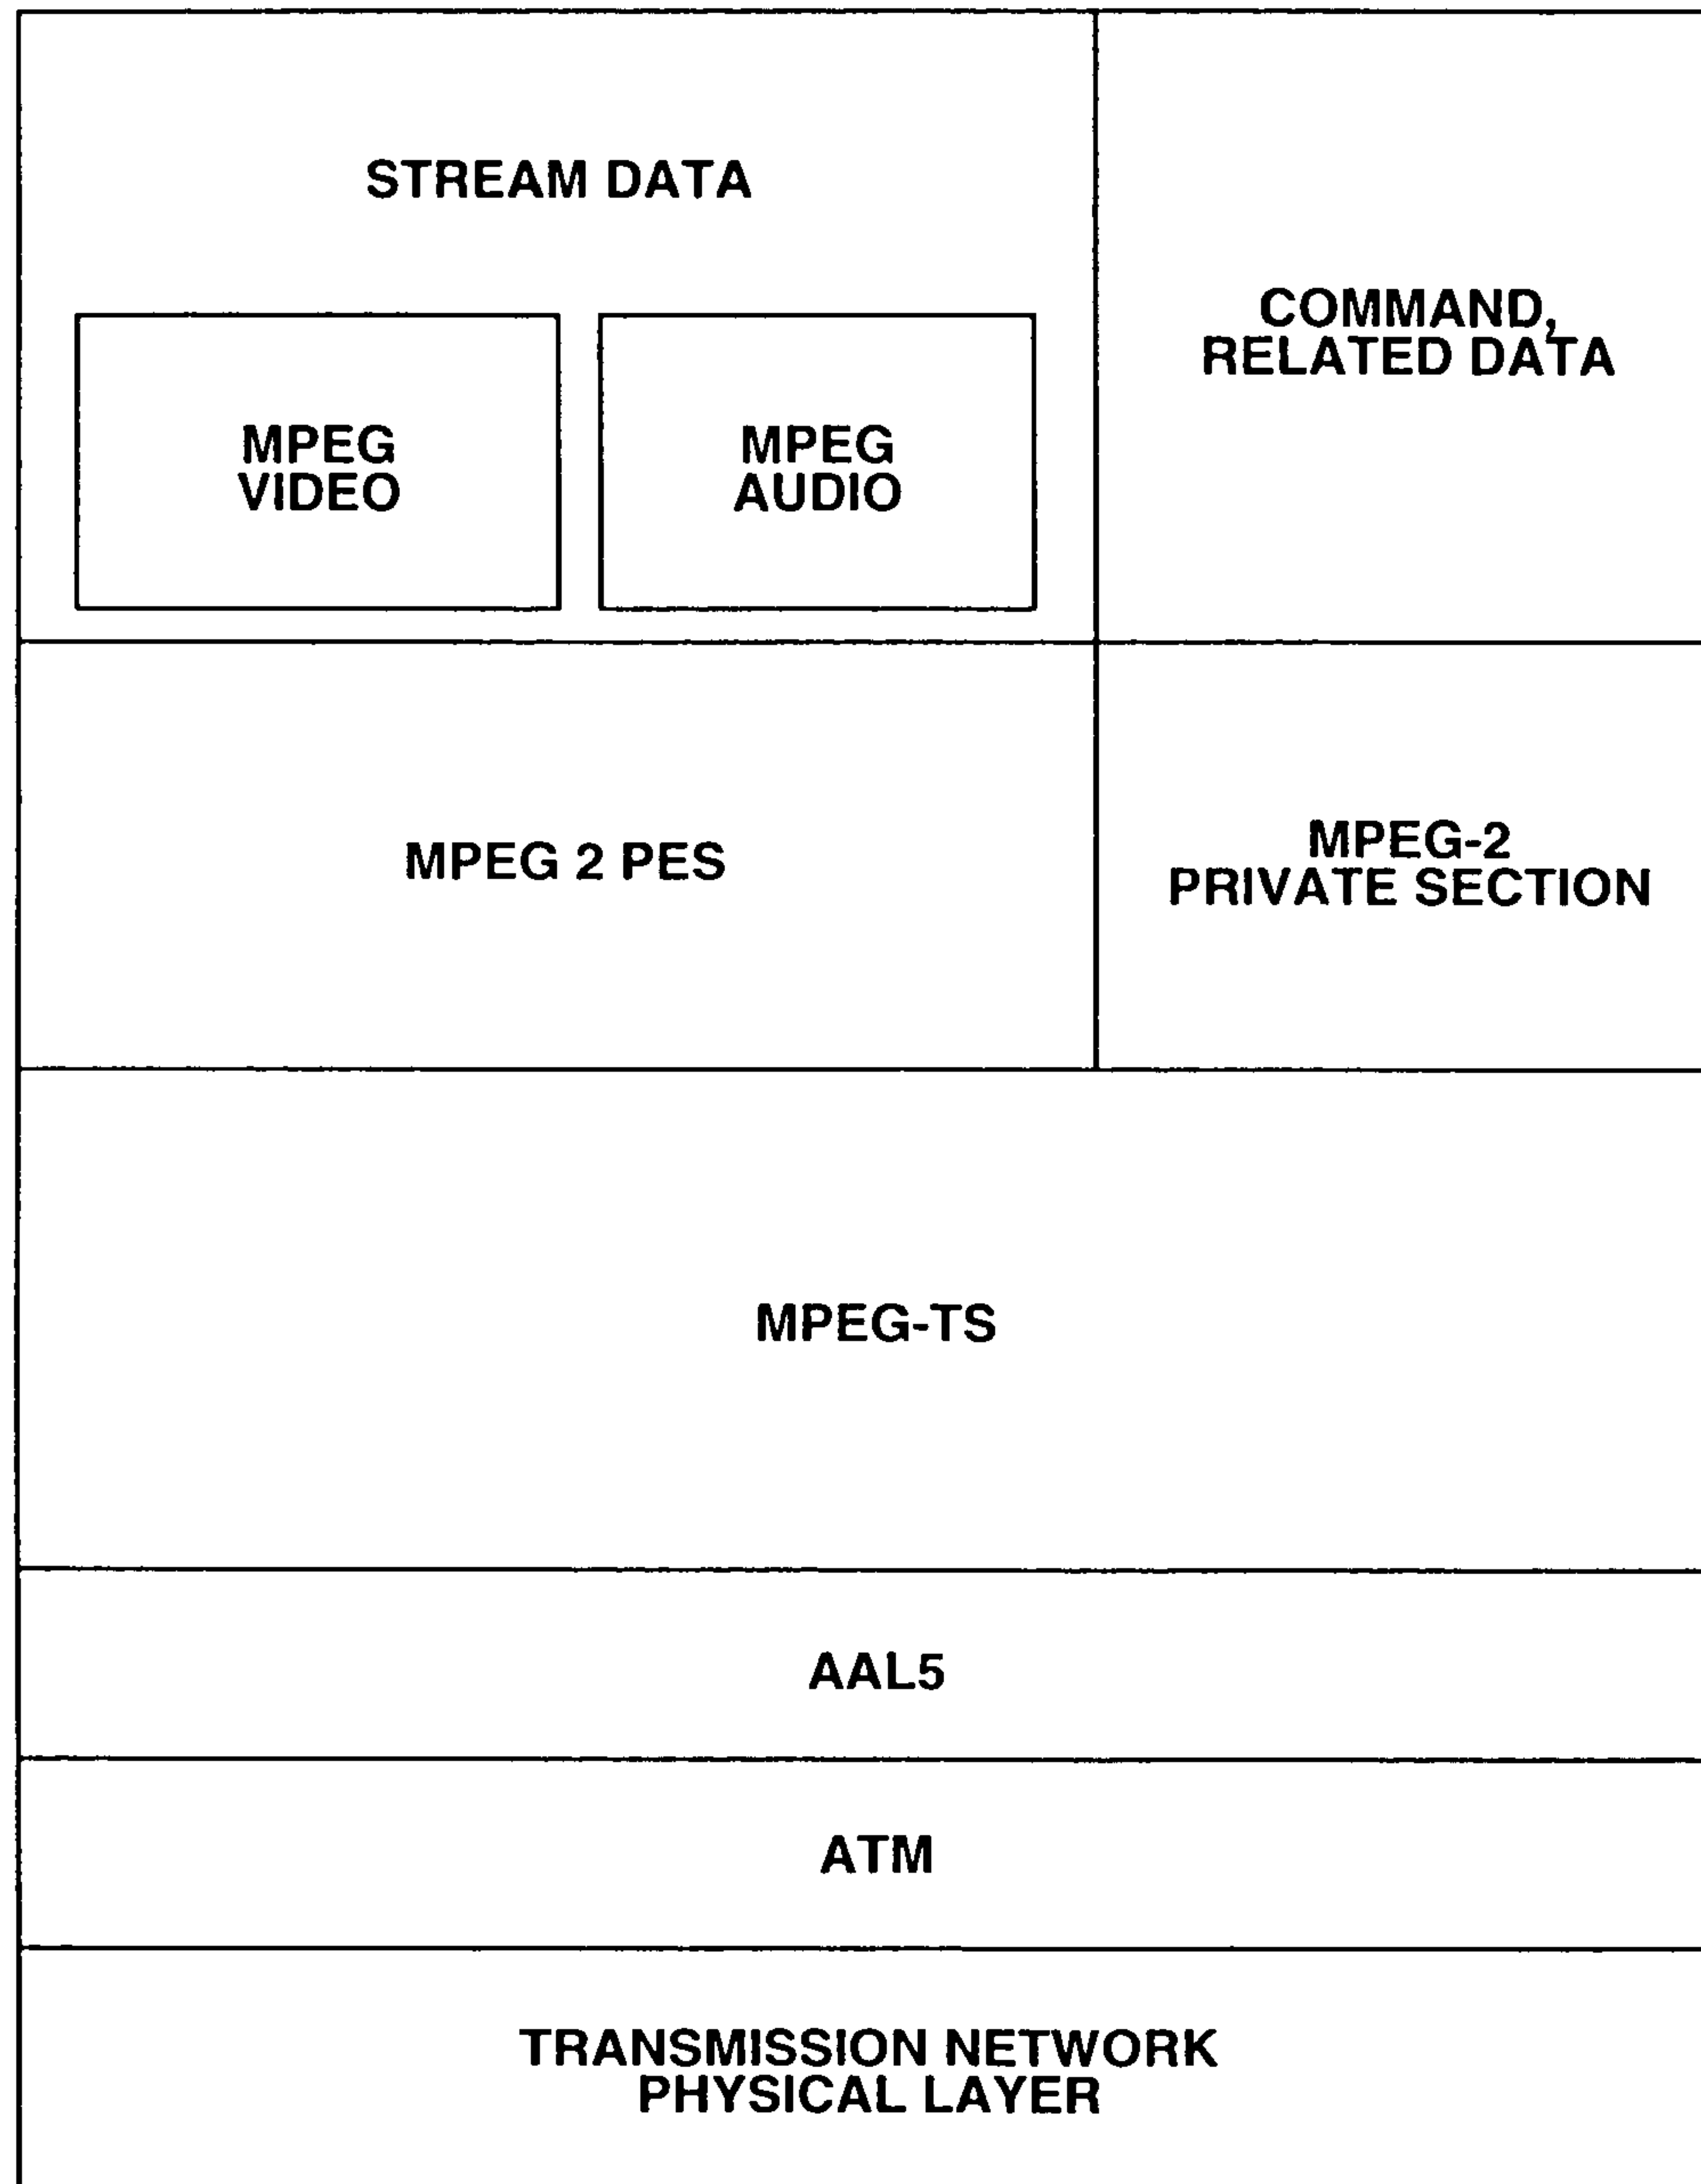 STREAM DATA
COMMAND,
RELATED DATA
MPEG
VIDEO
MPEG
AUDIO
MPEG 2 PES
MPEG-2
PRIVATE SECTION
MPEG-TS
AAL5
ATM
TRANSMISSION NETWORK
PHYSICAL LAYER